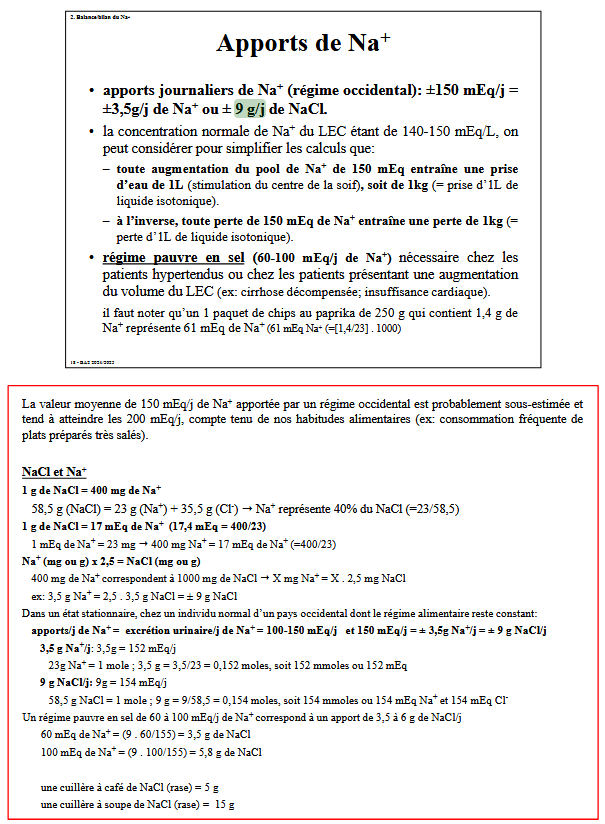 2. Balance/bilan du Na+
Apports de Na+
• apports journaliers de Na+ (régime occidental): ±150 mEq/j =
±3,5g/j de Na+ ou ± 9 g/j de NaCl.
• la concentration normale de Na+ du LEC étant de 140-150 mEq/L, on
peut considérer pour simplifier les calculs que:
– toute augmentation du pool de Na+ de 150 mEq entraîne une prise
d'eau de 1L (stimulation du centre de la soif), soit de 1kg (= prise d'1L de
liquide isotonique).
– à l'inverse, toute perte de 150 mEq de Na+ entraîne une perte de 1kg (=
perte d'1L de liquide isotonique).
• régime pauvre en sel (60-100 mEq/j de Na+) nécessaire chez les
patients hypertendus ou chez les patients présentant une augmentation
du volume du LEC (ex: cirrhose décompensée; insuffisance cardiaque).
il faut noter qu'un 1 paquet de chips au paprika de 250 g qui contient 1,4 g de
Na+ représente 61 mEq de Na+ (61 mEq Na+ (=[1,4/23] . 1000)
18 - BA2 2024/2025
La valeur moyenne de 150 mEq/j de Na+ apportée par un régime occidental est probablement sous-estimée et
tend à atteindre les 200 mEq/j, compte tenu de nos habitudes alimentaires (ex: consommation fréquente de
plats préparés très salés).
NaCl et Na+
1 g de NaCl = 400 mg de Na+
58,5 g (NaCl) = 23 g (Na+) + 35,5 g (Cl-) → Na+ représente 40% du NaCl (=23/58,5)
1 g de NaCl = 17 mEq de Na+ (17,4 mEq = 400/23)
1 mEq de Na+ = 23 mg → 400 mg Na+ = 17 mEq de Na+ (=400/23)
Na+ (mg ou g) x 2,5 = NaCl (mg ou g)
400 mg de Na+ correspondent à 1000 mg de NaCl → X mg Na+ = X . 2,5 mg NaCl
ex: 3,5 g Na+ = 2,5 . 3,5 g NaCl = ± 9 g NaCl
Dans un état stationnaire, chez un individu normal d'un pays occidental dont le régime alimentaire reste constant:
apports/j de Na+ = excrétion urinaire/j de Na+ = 100-150 mEq/j et 150 mEq/j = ± 3,5g Na+/j = ± 9 g NaCl/j
3,5 g Na+/j: 3,5g = 152 mEq/j
23g Na+ = 1 mole ; 3,5 g = 3,5/23 = 0,152 moles, soit 152 mmoles ou 152 mEq
9 g NaCl/j: 9g = 154 mEq/j
58,5 g NaCl = 1 mole ; 9 g = 9/58,5 = 0,154 moles, soit 154 mmoles ou 154 mEq Na+ et 154 mEq Cl-
Un régime pauvre en sel de 60 à 100 mEq/j de Na+ correspond à un apport de 3,5 à 6 g de NaCl/j
60 mEq de Na+ = (9 . 60/155) = 3,5 g de NaCl
100 mEq de Na+ = (9 . 100/155) = 5,8 g de NaCl
une cuillère à café de NaCl (rase) = 5 g
une cuillère à soupe de NaCl (rase) = 15 g